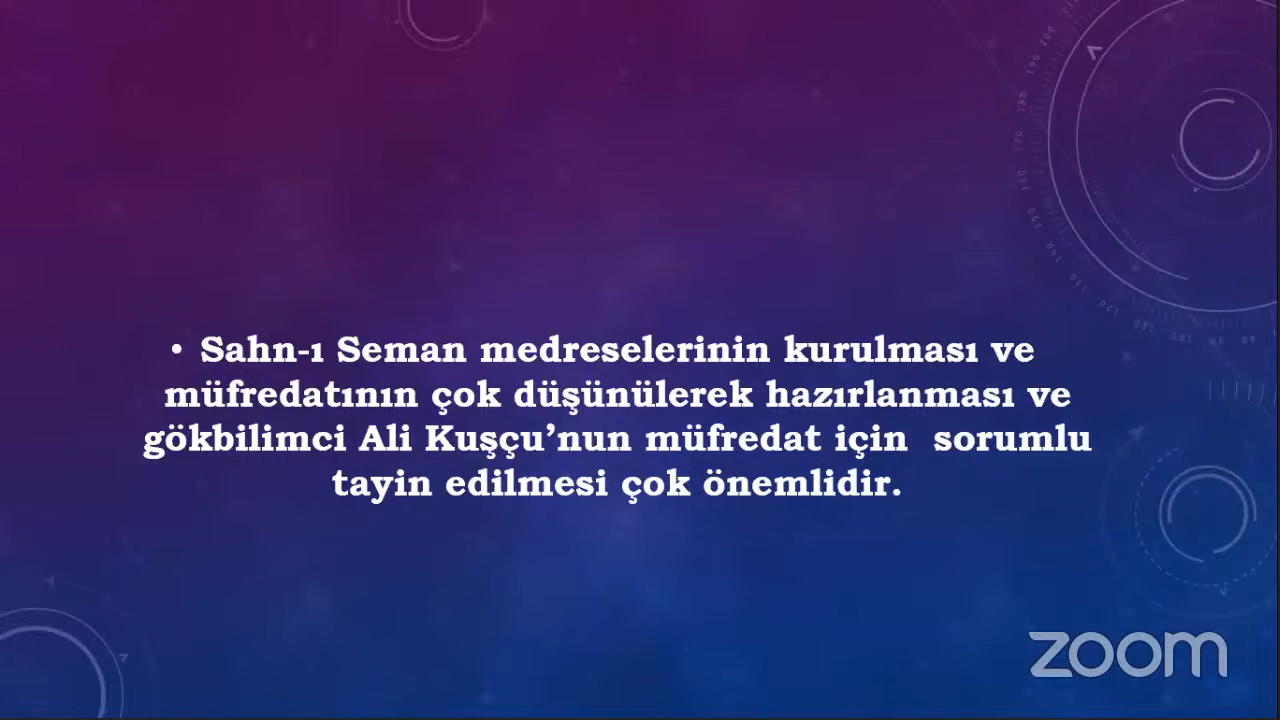 • Sahn-ı Seman medreselerinin kurulması ve
müfredatının çok düşünülerek hazırlanması ve
gökbilimci Ali Kuşçu’nun müfredat için  sorumlu
tayin edilmesi çok önemlidir.
zoom